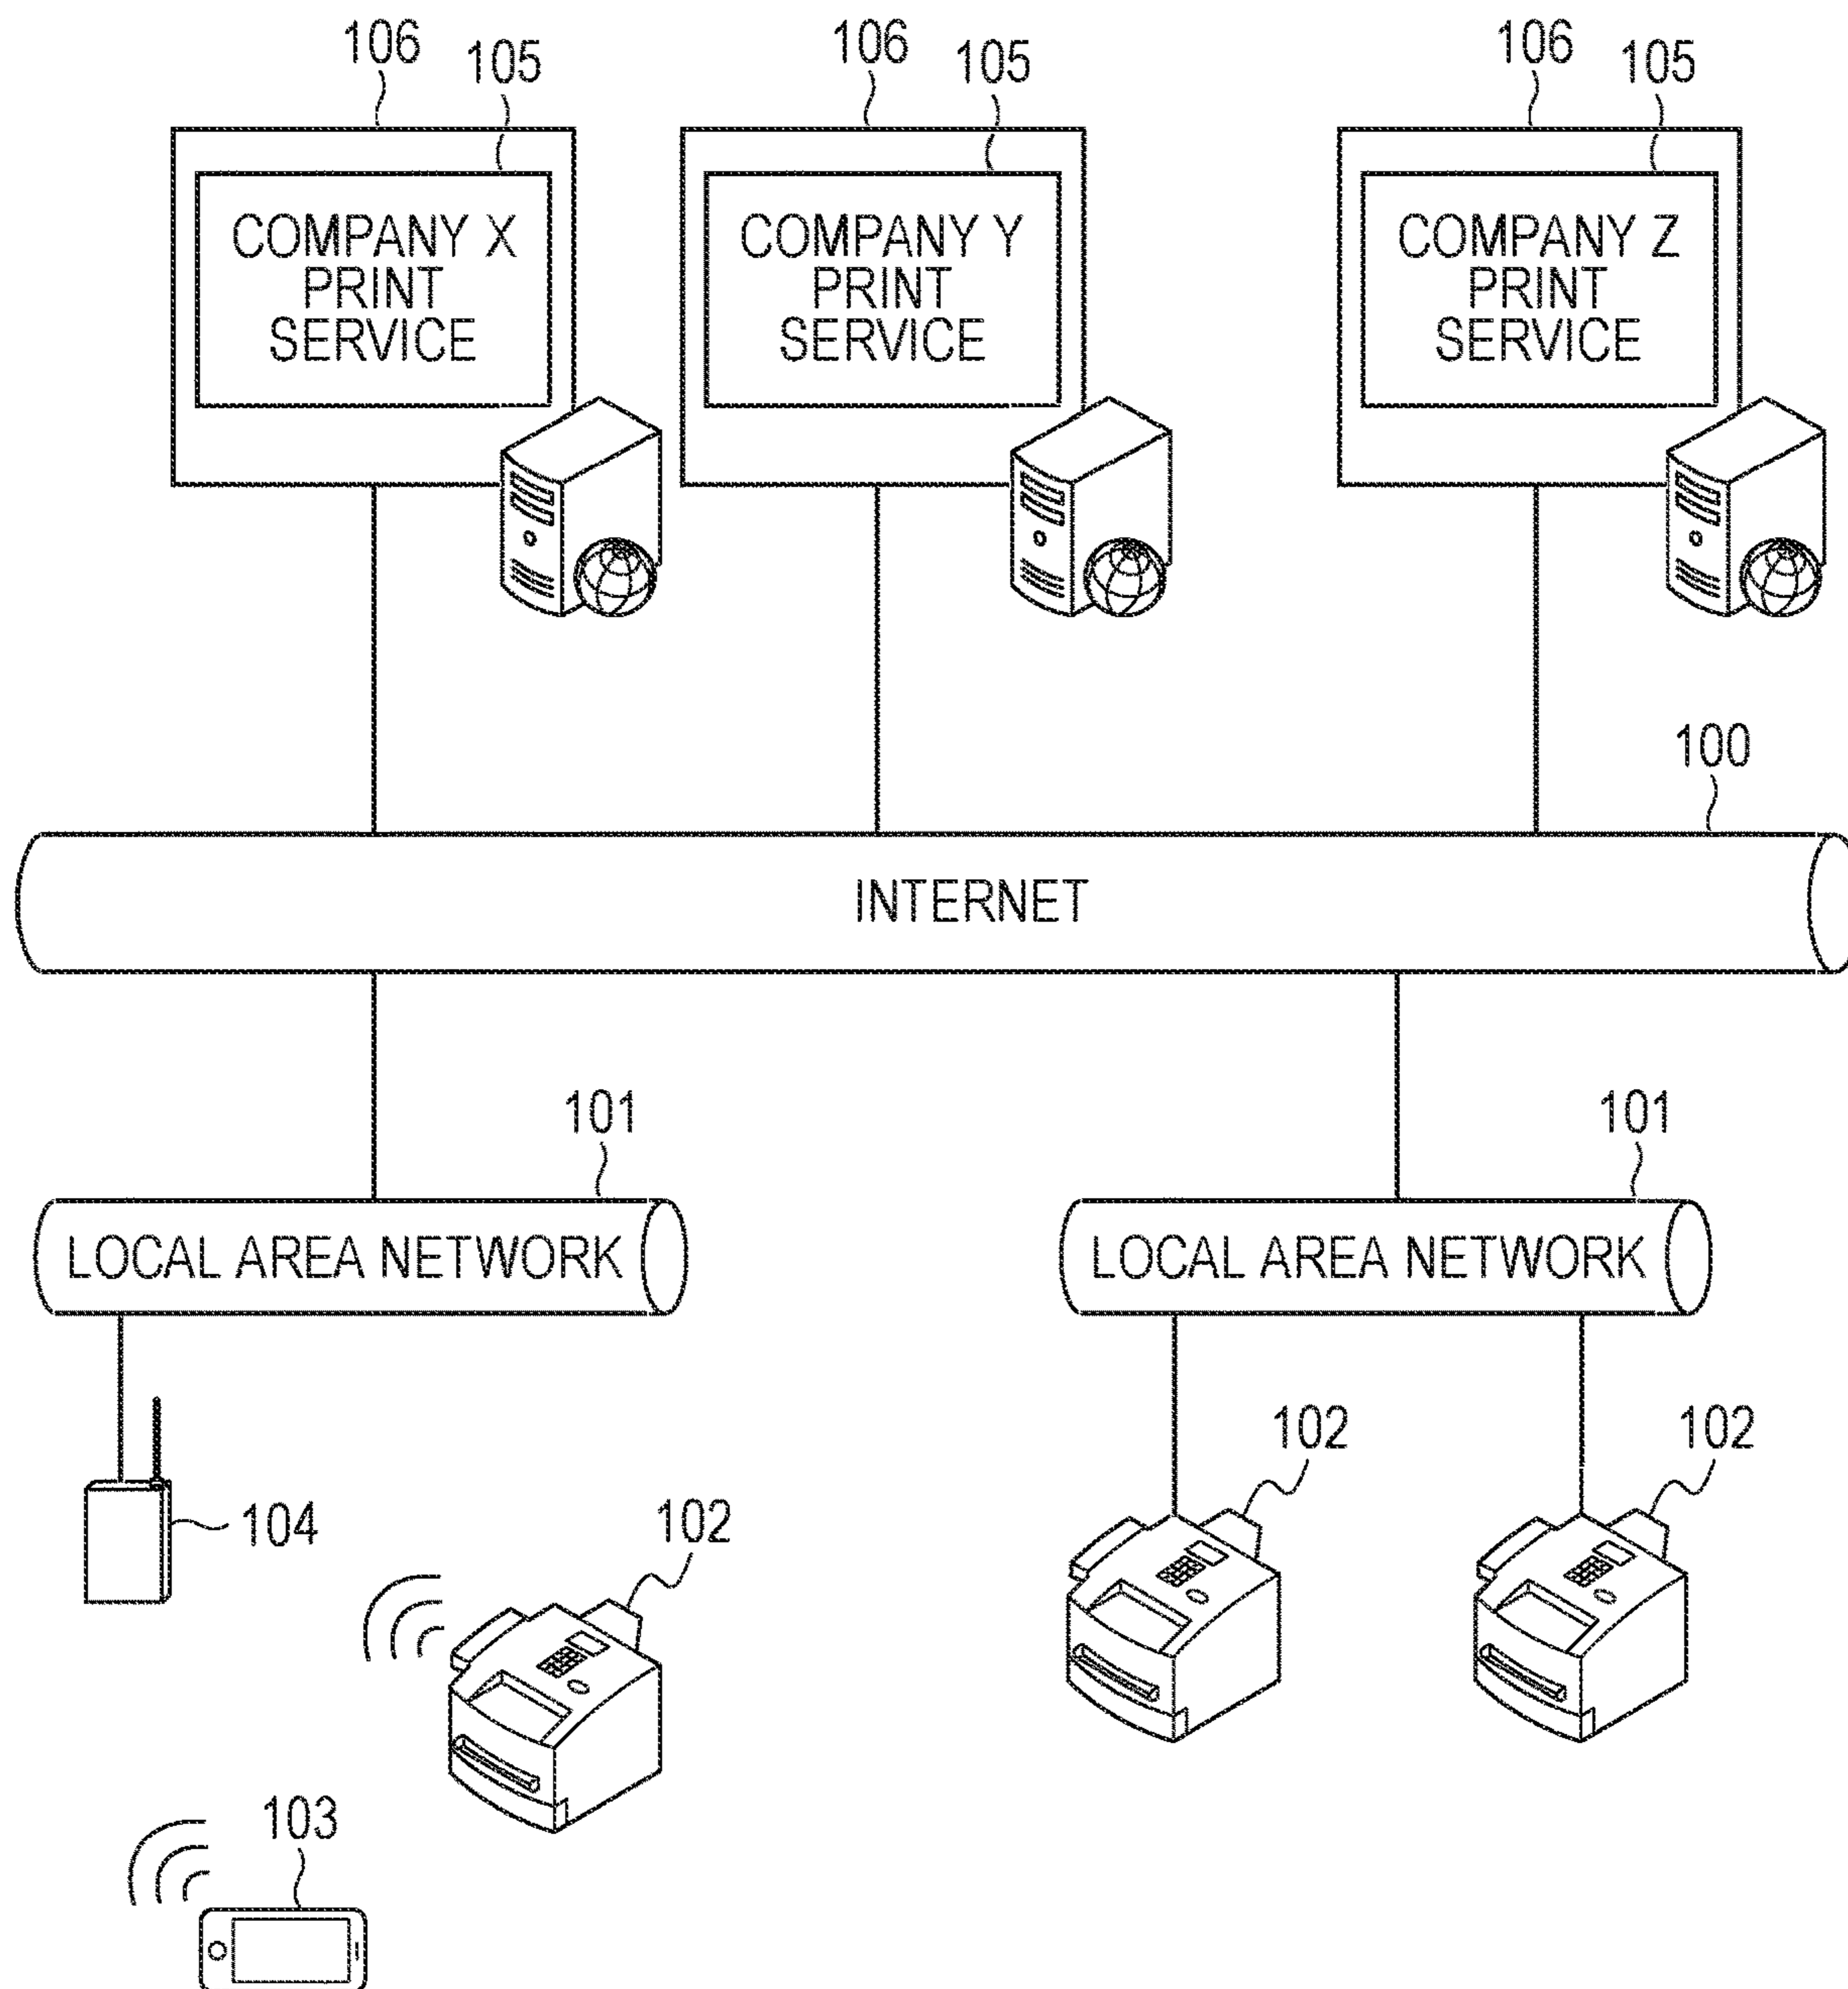 106
105
106
105
106
105
COMPANY X
PRINT
SERVICE
COMPANY Y
PRINT
SERVICE
COMPANY Z
PRINT
SERVICE
100
INTERNET
101
101
LOCAL AREA NETWORK
LOCAL AREA NETWORK
102
102
104
102
103